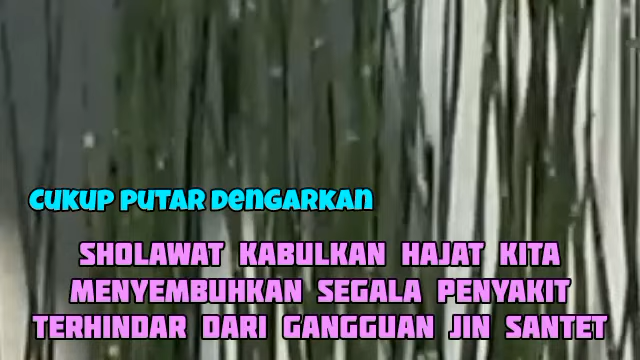 CUKUP PUTAR DENGARKAN
SHOLAWAT KABULKAN HAJAT KITA
MENYEMBUHKAN SEGALA PENYAKIT
TERHINDAR DARI GANGGUAN JIN SANTET